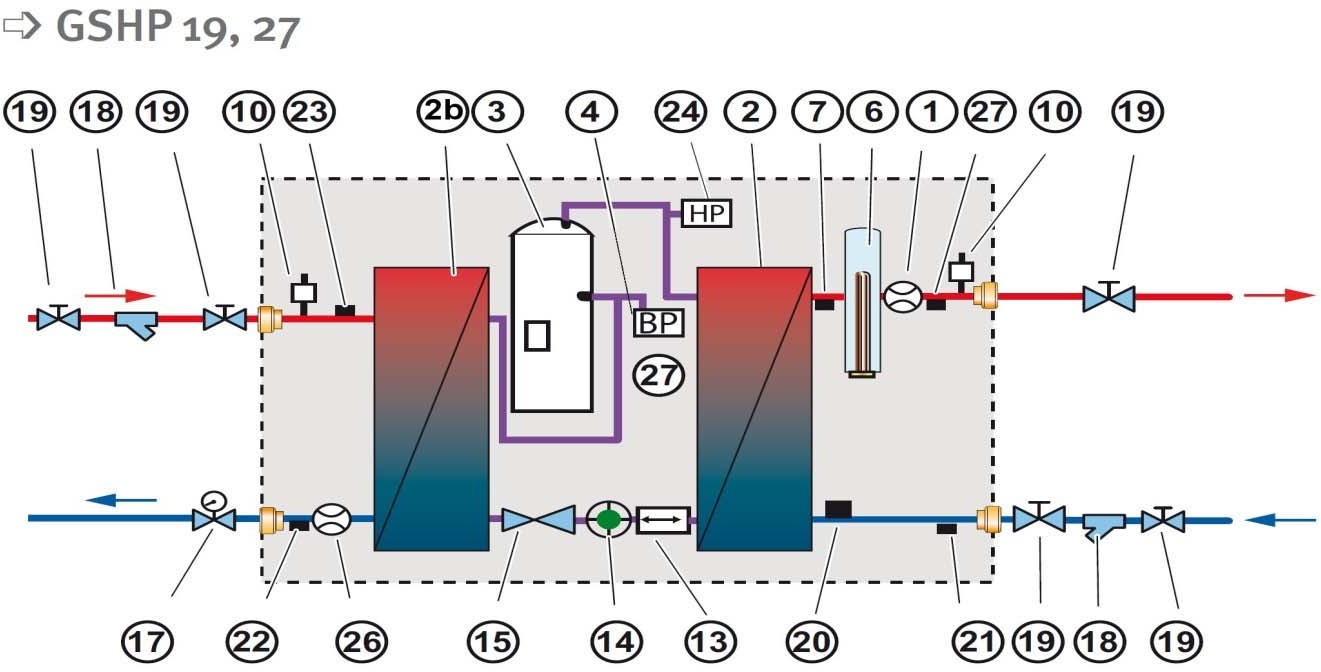 ⇨ GSHP 19, 27
19 18 19 10 23 2b 3 4 24 2 7 6 1 27 10 19
HP
BP
27
17 22 26 15 14 13 20 21 19 18 19